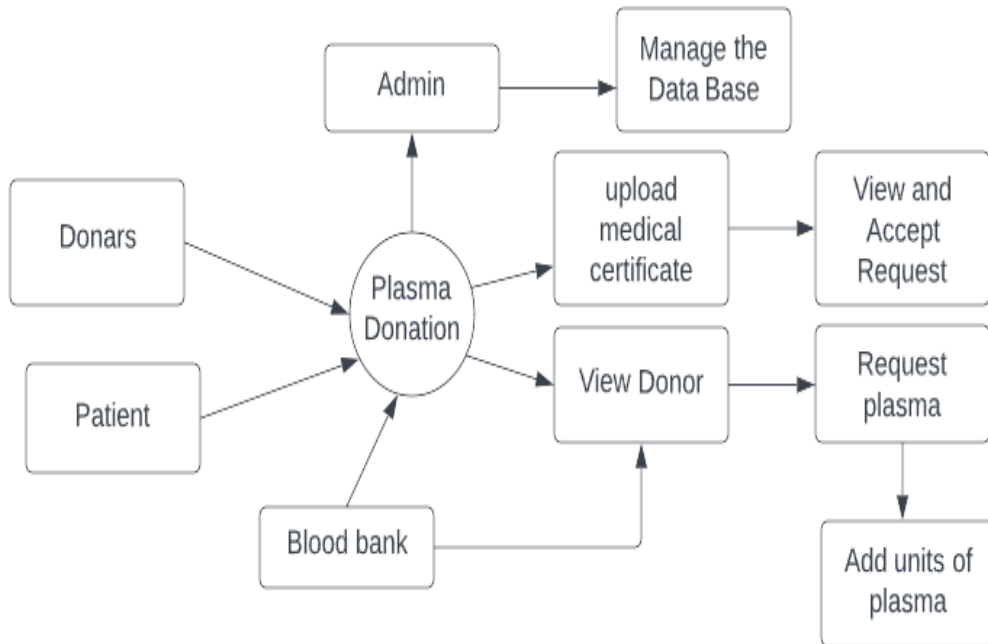 Manage the
Data Base
Admin
upload
medical
certificate
View and
Accept
Request
Donars
Plasma
Donation
View Donor
Request
plasma
Patient
Blood bank
Add units of
plasma